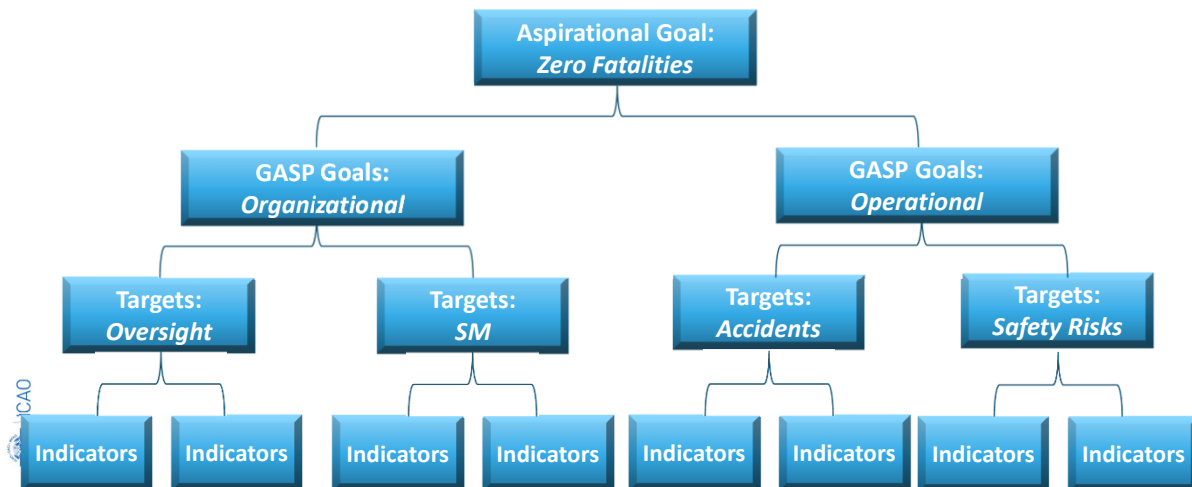 Aspirational Goal:
Zero Fatalities
GASP Goals:
Organizational
GASP Goals:
Operational
Targets:
Oversight
Targets:
SM
Targets:
Accidents
Targets:
Safety Risks
ICAO
Indicators
Indicators
Indicators
Indicators
Indicators
Indicators
Indicators
Indicators